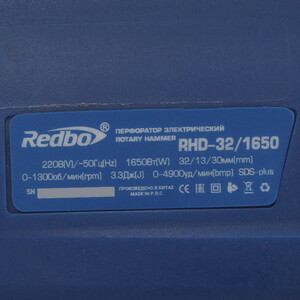 Redbo®
ПЕРФОРАТОР ЭЛЕКТРИЧЕСКИЙ
ROTARY HAMMER RHD-32/1650
220В(V)/~50Гц(Hz) 1650Вт(W) 32/13/30мм(mm)
0-1300об/мин(rpm) 3.3Дж(J) 0-4900уд/мин(bmp) SDS-plus
SN ПРОИЗВЕДЕНО В КИТАЕ
MADE IN P.R.C